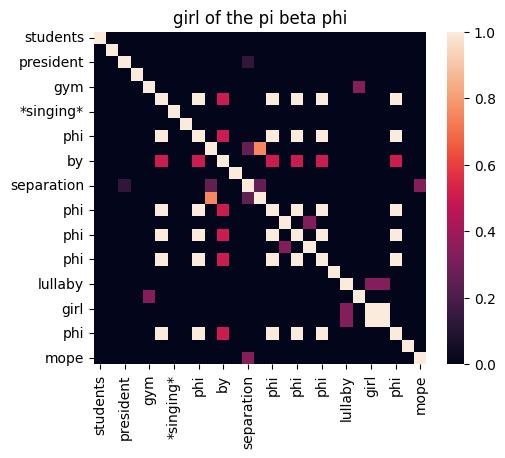 girl of the pi beta phi
students
president
gym
*singing*
phi
by
separation
phi
phi
phi
lullaby
girl
phi
mope
1.0
0.8
0.6
0.4
0.2
0.0
students
president
gym
*singing*
phi
by
separation
phi
phi
phi
lullaby
girl
phi
mope